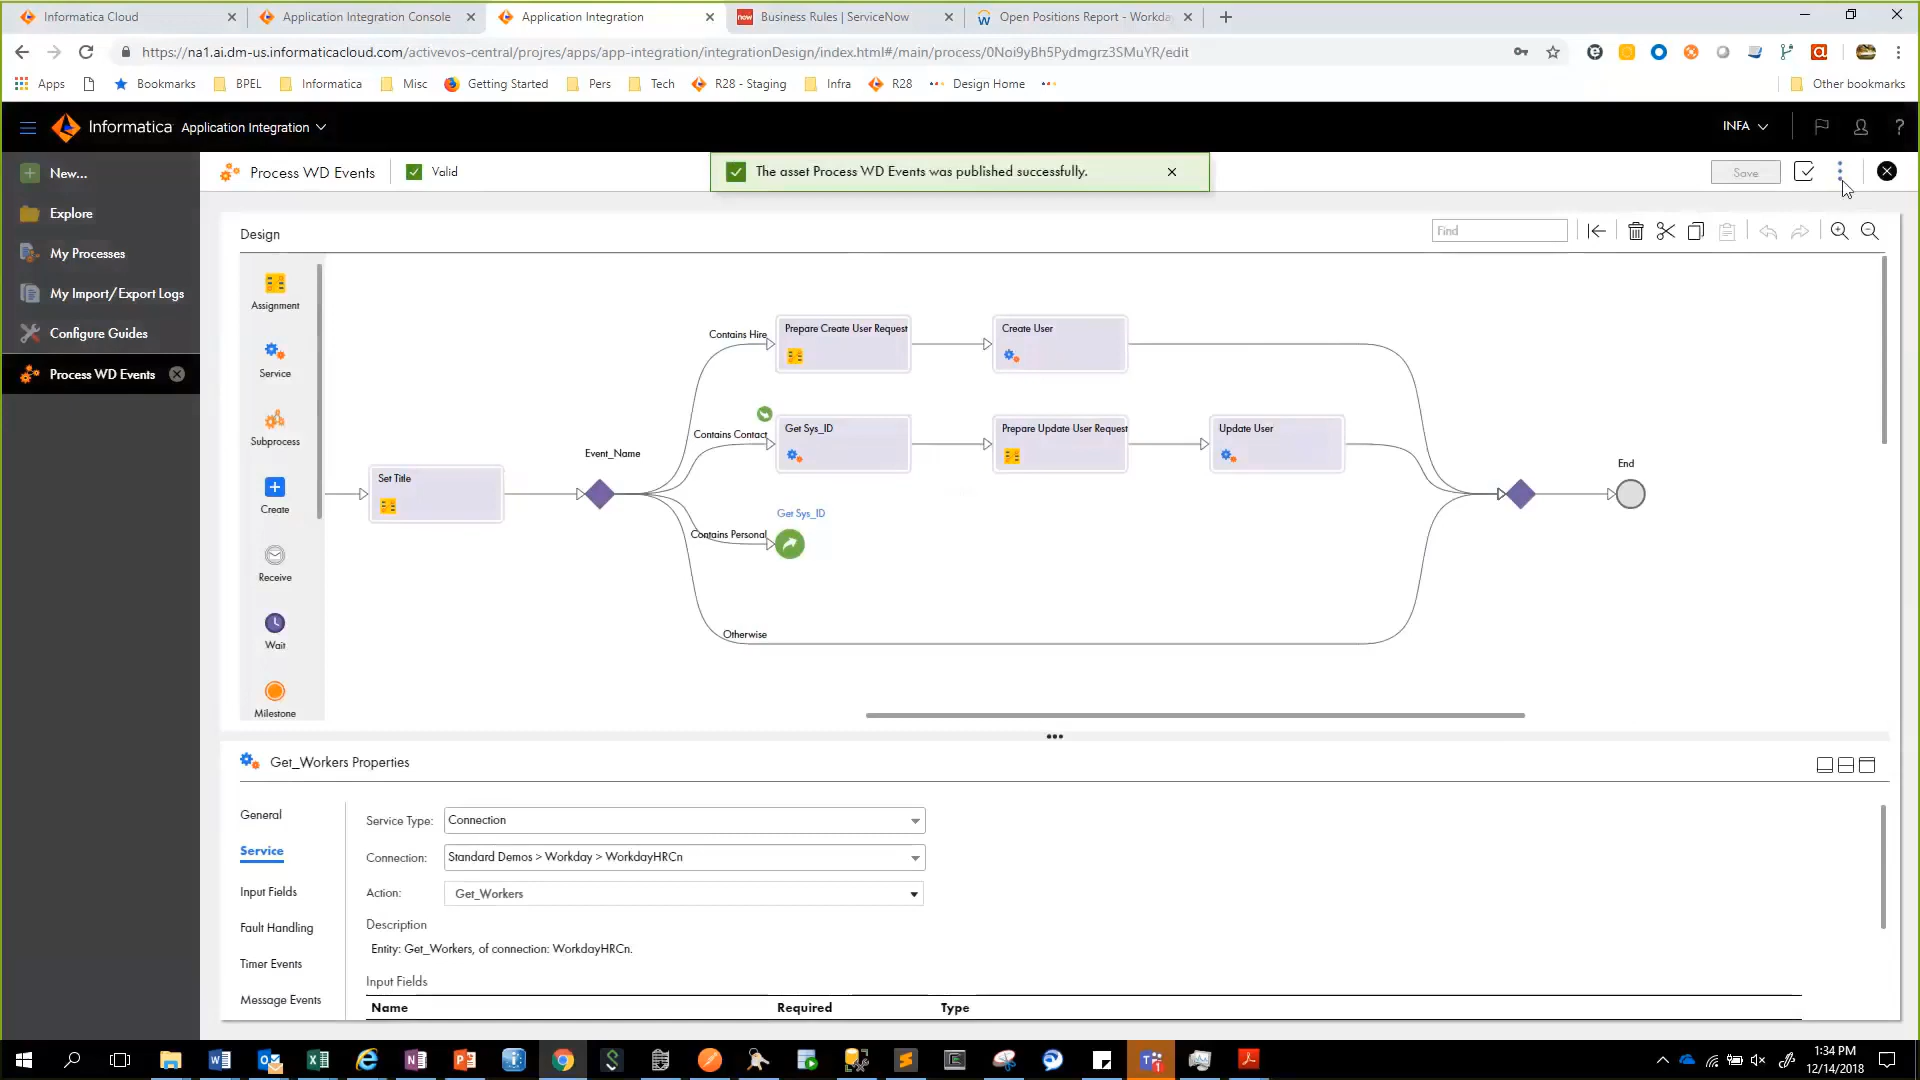 Informatica Cloud
Application Integration Console
Application Integration
now
Business Rules | ServiceNow
Open Positions Report - Workda
https://na1.ai.dm-us.informaticacloud.com/activevos-central/projres/apps/app-integration/integrationDesign/index.html#/main/process/0Noi9yBh5Pydmgrz3SMuYR/edit
Apps
Bookmarks
BPEL
Informatica
Misc
Getting Started
Pers
Tech
R28 - Staging
Infra
R28
Design Home
Other bookmarks
Informatica Application Integration
INFA
New...
Explore
My Processes
My Import/Export Logs
Configure Guides
Process WD Events
Process WD Events
Valid
The asset Process WD Events was published successfully.
Save
Design
Find
Assignment
Service
Subprocess
Create
Receive
Wait
Milestone
Set Title
Event_Name
Contains Hire
Prepare Create User Request
Create User
Contains Contact
Get Sys_ID
Prepare Update User Request
Update User
Get Sys_ID
Contains Personal
Otherwise
End
Get_Workers Properties
General
Service
Input Fields
Fault Handling
Timer Events
Message Events
Service Type: Connection
Connection: Standard Demos > Workday > WorkdayHRCn
Action: Get_Workers
Description
Entity: Get_Workers, of connection: WorkdayHRCn.
Input Fields
Name Required Type
1:34 PM
12/14/2018